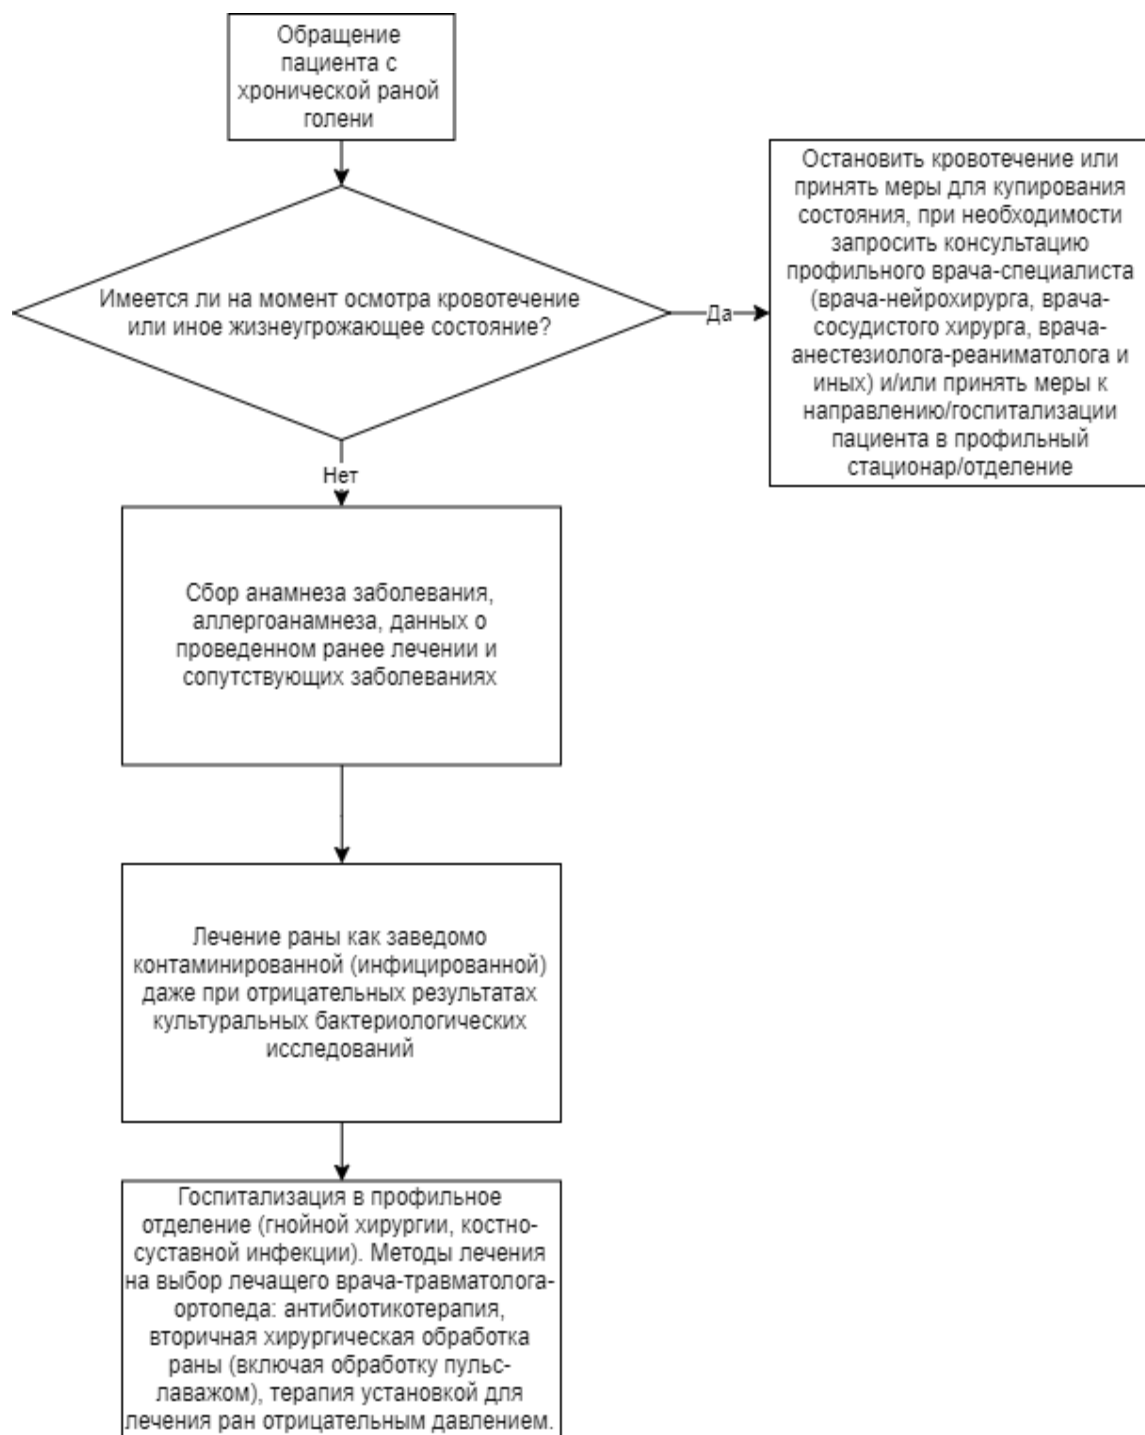 Обращение
пациента с
хронической раной
голени
Имеется ли на момент осмотра кровотечение
или иное жизнеугрожающее состояние?
Да
Остановить кровотечение или
принять меры для купирования
состояния, при необходимости
запросить консультацию
профильного врача-специалиста
(врача-нейрохирурга, врача-
сосудистого хирурга, врача-
анестезиолога-реаниматолога и
иных) и/или принять меры к
направлению/госпитализации
пациента в профильный
стационар/отделение
Нет
Сбор анамнеза заболевания,
аллергоанамнеза, данных о
проведенном ранее лечении и
сопутствующих заболеваниях
Лечение раны как заведомо
контаминированной (инфицированной)
даже при отрицательных результатах
культуральных бактериологических
исследований
Госпитализация в профильное
отделение (гнойной хирургии, костно-
суставной инфекции). Методы лечения
на выбор лечащего врача-травматолога-
ортопеда: антибиотикотерапия,
вторичная хирургическая обработка
раны (включая обработку пульс-
лаважом), терапия установкой для
лечения ран отрицательным давлением.